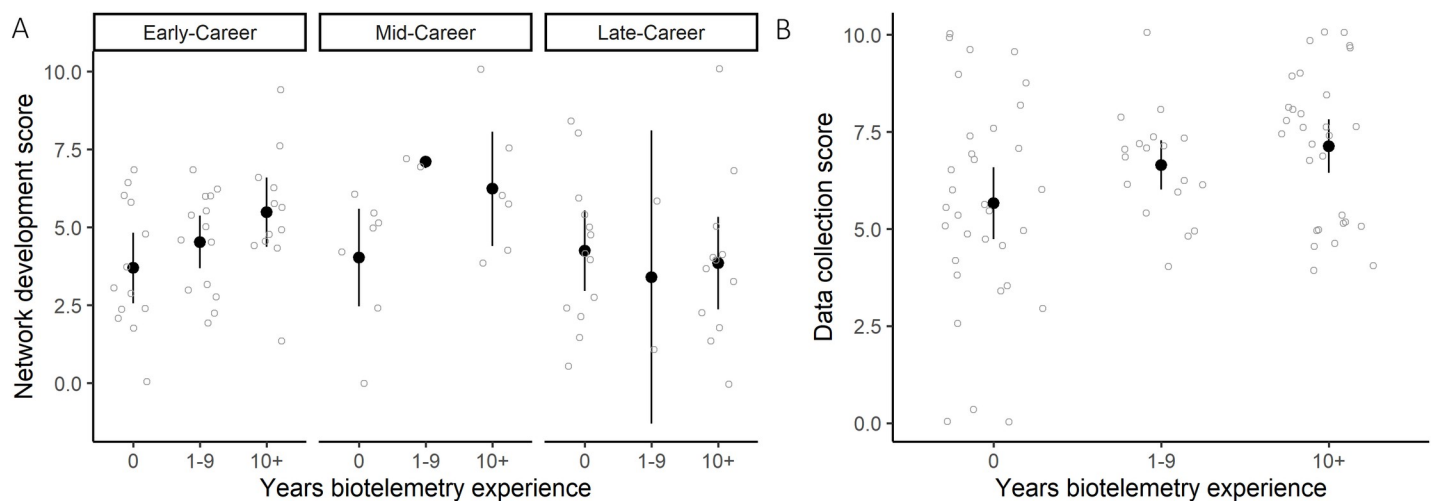 A
Early-Career
Mid-Career
Late-Career
Network development score
10.0
7.5
5.0
2.5
0.0
0
1-9
10+
0
1-9
10+
0
1-9
10+
Years biotelemetry experience
B
Data collection score
10.0
7.5
5.0
2.5
0.0
0
1-9
10+
Years biotelemetry experience